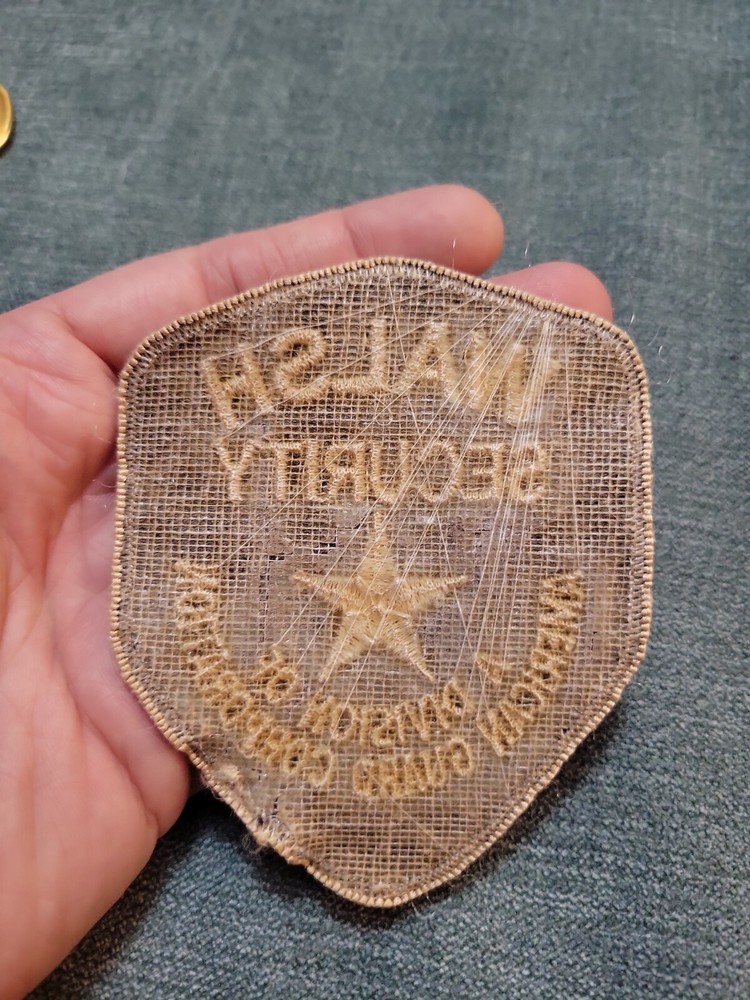 WALSH
SECURITY
A DIVISION OF
AMERICAN GUARD CORPORATION